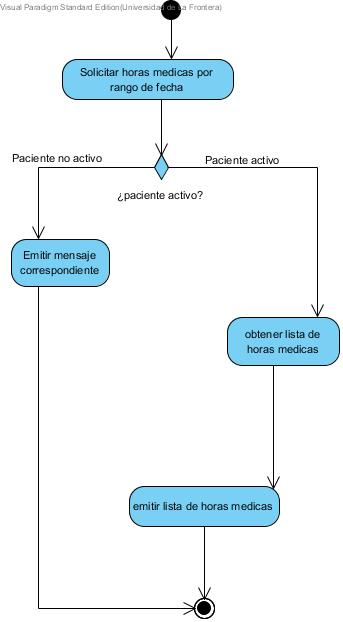 Visual Paradigm Standard Edition(Universidad de La Frontera)
Solicitar horas medicas por
rango de fecha
Paciente no activo
Paciente activo
¿paciente activo?
Emitir mensaje
correspondiente
obtener lista de
horas medicas
emitir lista de horas medicas